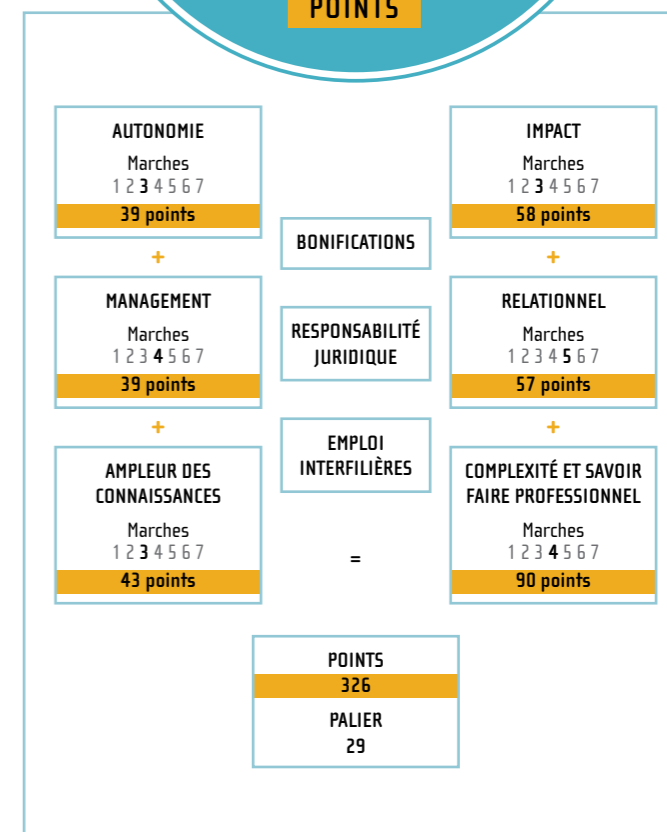 POINTS
AUTONOMIE
Marches
1 2 3 4 5 6 7
39 points
+
MANAGEMENT
Marches
1 2 3 4 5 6 7
39 points
+
AMPLEUR DES
CONNAISSANCES
Marches
1 2 3 4 5 6 7
43 points
BONIFICATIONS
RESPONSABILITÉ
JURIDIQUE
EMPLOI
INTERFILIÈRES
=
IMPACT
Marches
1 2 3 4 5 6 7
58 points
+
RELATIONNEL
Marches
1 2 3 4 5 6 7
57 points
+
COMPLEXITÉ ET SAVOIR
FAIRE PROFESSIONNEL
Marches
1 2 3 4 5 6 7
90 points
POINTS
326
PALIER
29